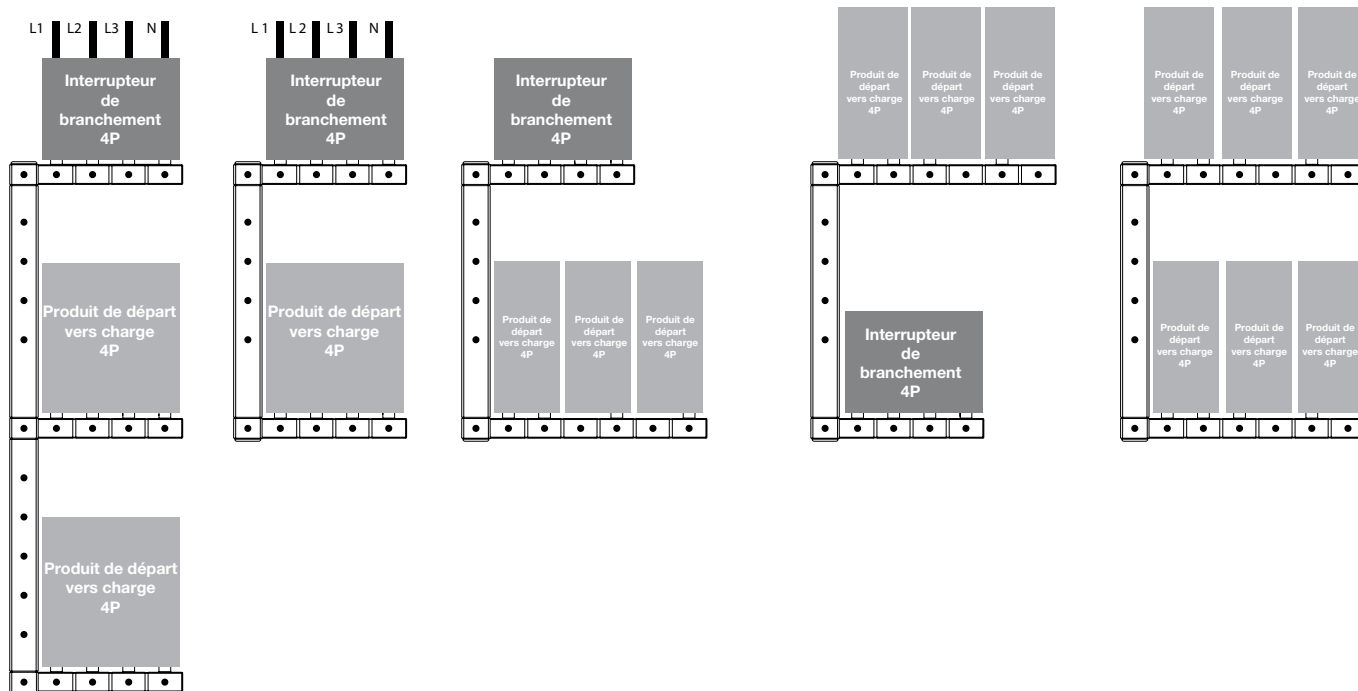 L1 L2 L3 N
Interrupteur
de
branchement
4P
Produit de départ
vers charge
4P
Produit de départ
vers charge
4P
L 1 L 2 L 3 N
Interrupteur
de
branchement
4P
Produit de départ
vers charge
4P
Interrupteur
de
branchement
4P
Produit de
départ
vers charge
4P
Produit de
départ
vers charge
4P
Produit de
départ
vers charge
4P
Produit de
départ
vers charge
4P
Produit de
départ
vers charge
4P
Produit de
départ
vers charge
4P
Interrupteur
de
branchement
4P
Produit de
départ
vers charge
4P
Produit de
départ
vers charge
4P
Produit de
départ
vers charge
4P
Produit de
départ
vers charge
4P
Produit de
départ
vers charge
4P
Produit de
départ
vers charge
4P